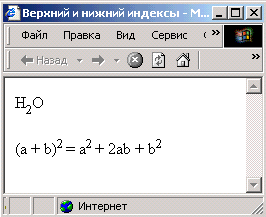 Верхний и нижний индексы - M...
Файл Правка Вид Сервис
Назад
H₂O
(a + b)² = a² + 2ab + b²
Интернет